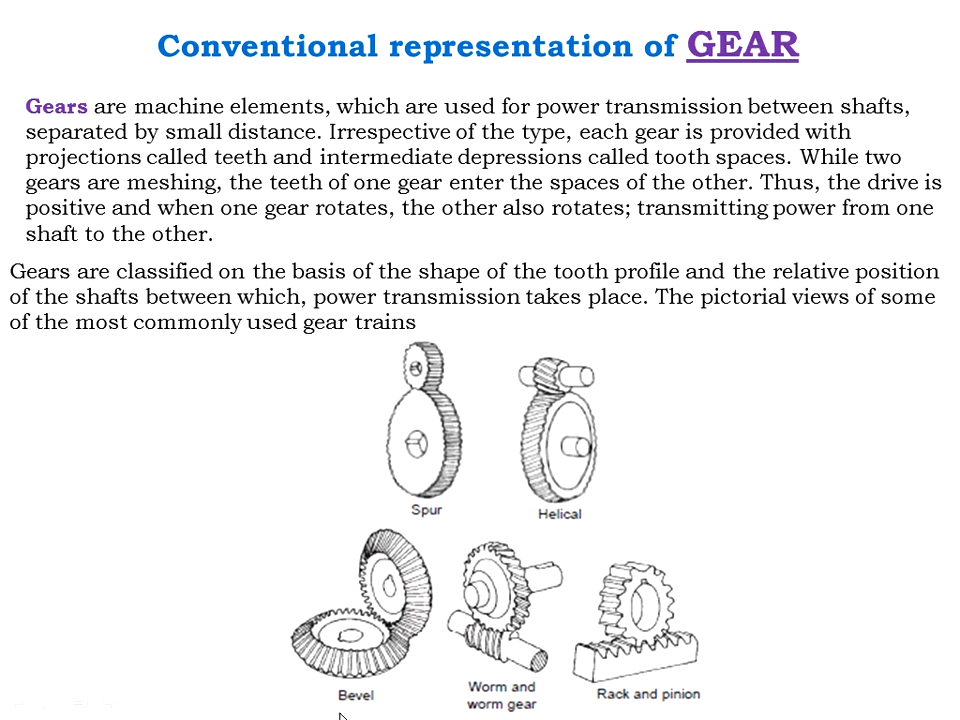 Conventional representation of GEAR
Gears are machine elements, which are used for power transmission between shafts,
separated by small distance. Irrespective of the type, each gear is provided with
projections called teeth and intermediate depressions called tooth spaces. While two
gears are meshing, the teeth of one gear enter the spaces of the other. Thus, the drive is
positive and when one gear rotates, the other also rotates; transmitting power from one
shaft to the other.
Gears are classified on the basis of the shape of the tooth profile and the relative position
of the shafts between which, power transmission takes place. The pictorial views of some
of the most commonly used gear trains
Spur
Helical
Bevel
Worm and
worm gear
Rack and pinion